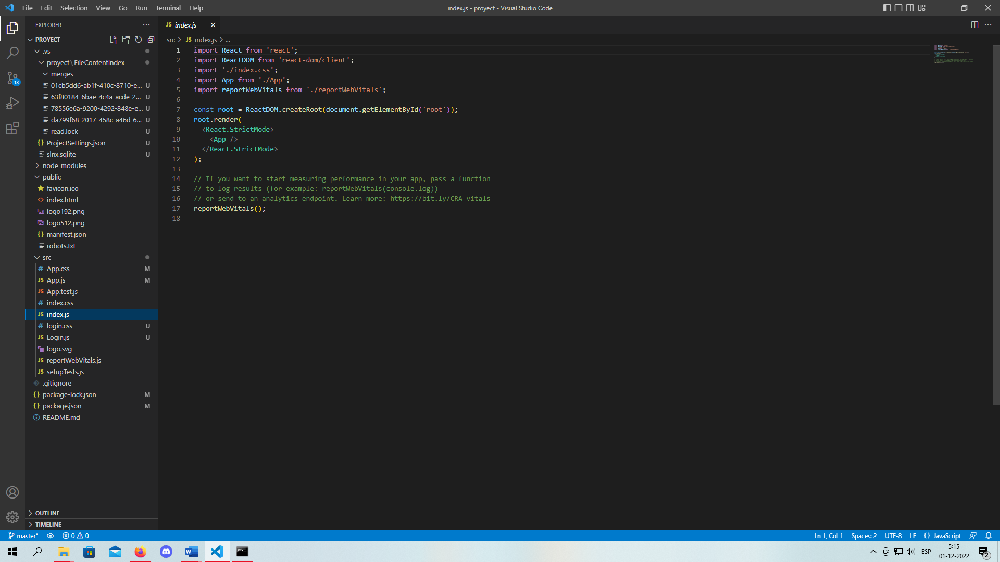 File Edit Selection View Go Run Terminal Help
index.js - proyect - Visual Studio Code
EXPLORER
PROYECT
.vs
proyect\FileContentIndex
merges
01cb5dd6-ab1f-410c-8710-e... U
63f80184-6bae-4c4a-acde-2... U
78556e6a-9200-4292-848e-e... U
da799f68-2017-458c-a46d-6... U
read.lock U
ProjectSettings.json U
slnx.sqlite U
node_modules
public
favicon.ico
index.html
logo192.png
logo512.png
manifest.json
robots.txt
src
App.css M
App.js M
App.test.js
index.css
index.js
login.css U
Login.js U
logo.svg
reportWebVitals.js
setupTests.js
.gitignore
package-lock.json M
package.json M
README.md
OUTLINE
TIMELINE
13
JS index.js
src > JS index.js > ...
1 import React from 'react';
2 import ReactDOM from 'react-dom/client';
3 import './index.css';
4 import App from './App';
5 import reportWebVitals from './reportWebVitals';
6
7 const root = ReactDOM.createRoot(document.getElementById('root'));
8 root.render(
9 <React.StrictMode>
10 <App />
11 </React.StrictMode>
12 );
13
14 // If you want to start measuring performance in your app, pass a function
15 // to log results (for example: reportWebVitals(console.log))
16 // or send to an analytics endpoint. Learn more: https://bit.ly/CRA-vitals
17 reportWebVitals();
18
master* 0 0
Ln 1, Col 1 Spaces: 2 UTF-8 LF {} JavaScript
ESP
5:15
01-12-2022
2